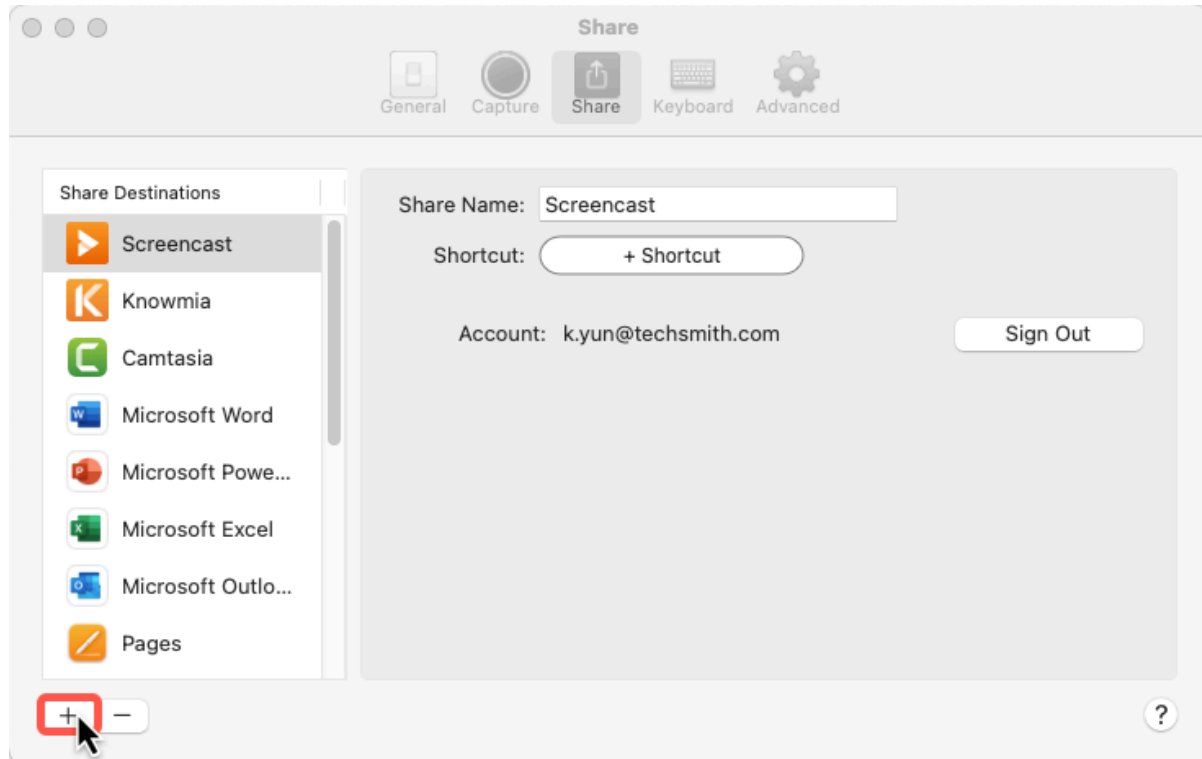 Share
General Capture Share Keyboard Advanced
Share Destinations
Screencast
Knowmia
Camtasia
Microsoft Word
Microsoft Powe...
Microsoft Excel
Microsoft Outlo...
Pages
Share Name: Screencast
Shortcut: + Shortcut
Account: k.yun@techsmith.com Sign Out
+ −
?